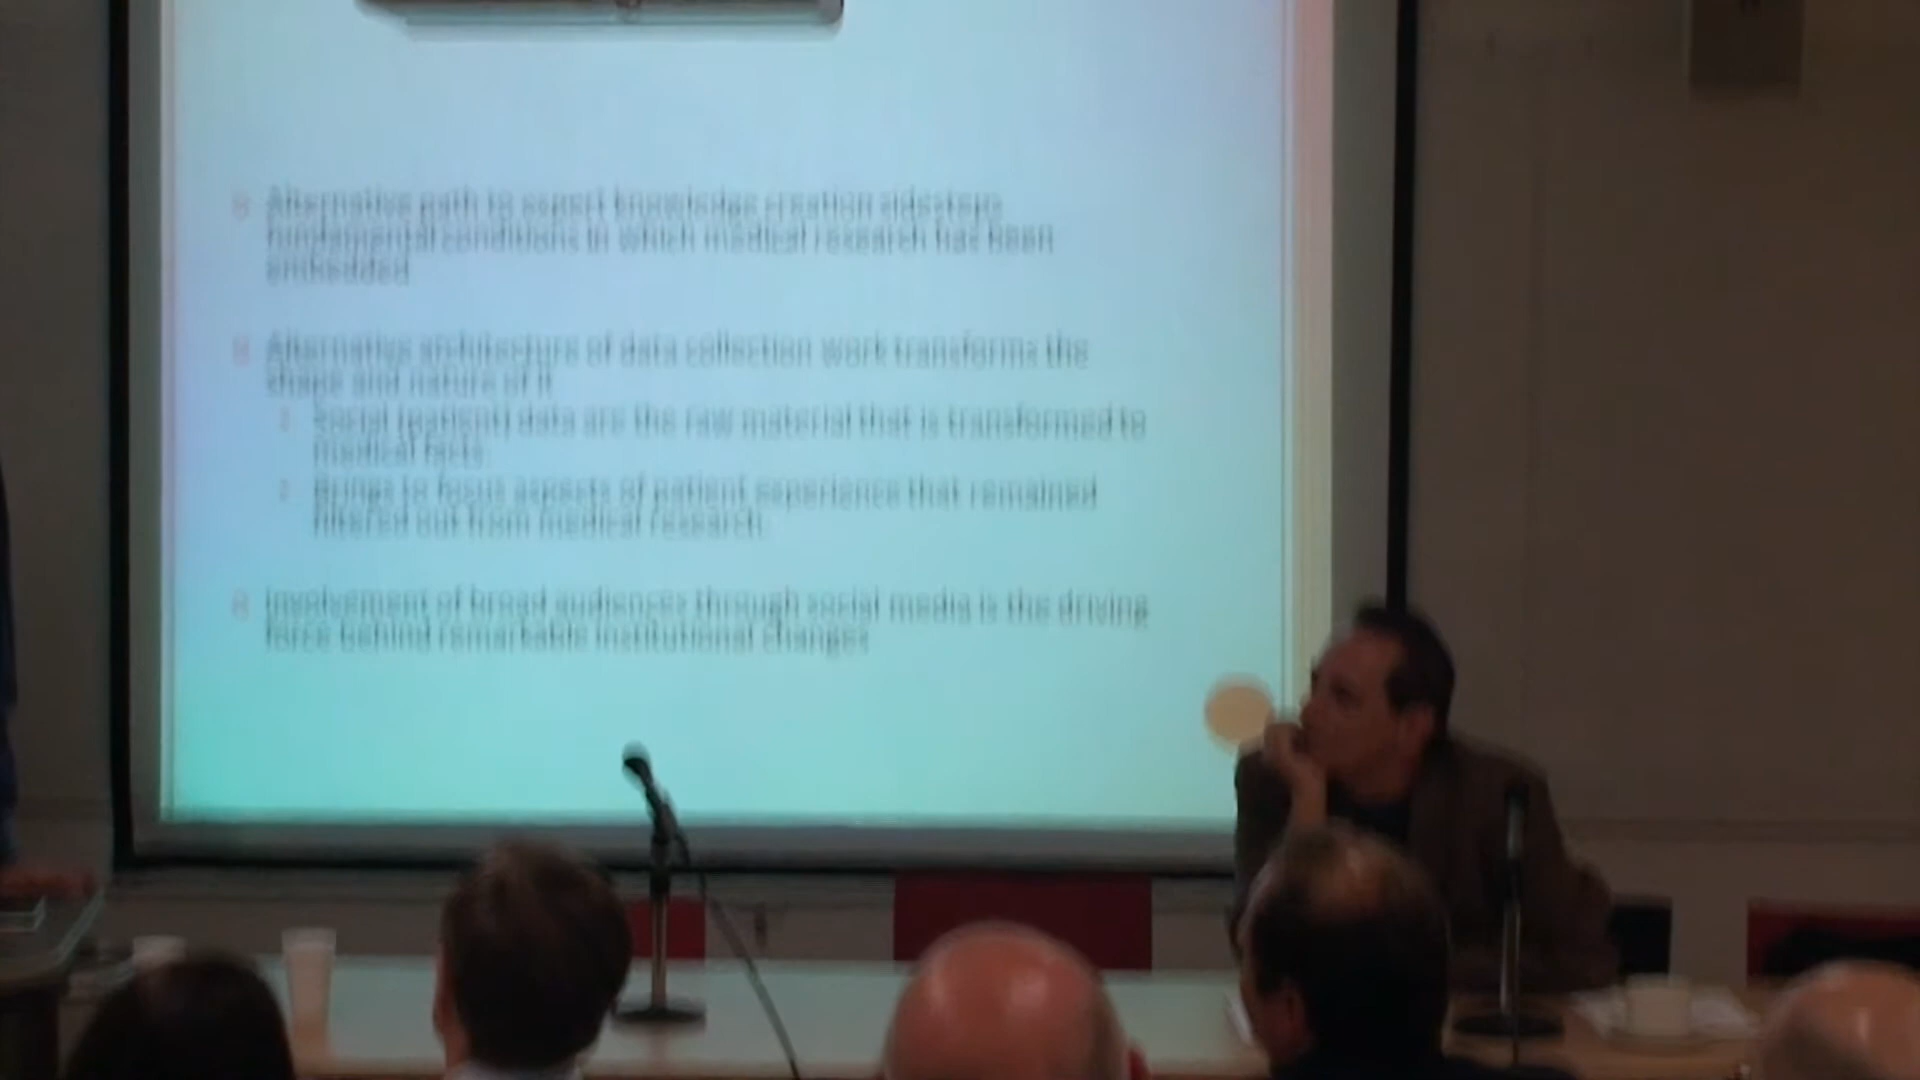 Alternative path to expert knowledge creation sidesteps
fundamental conditions in which medical research has been
embedded
Alternative architecture of data collection work transforms the
shape and nature of it
Social (patient) data are the raw material that is transformed to
medical facts.
Brings to focus aspects of patient experience that remained
filtered out from medical research.
Involvement of broad audiences through social media is the driving
force behind remarkable institutional changes